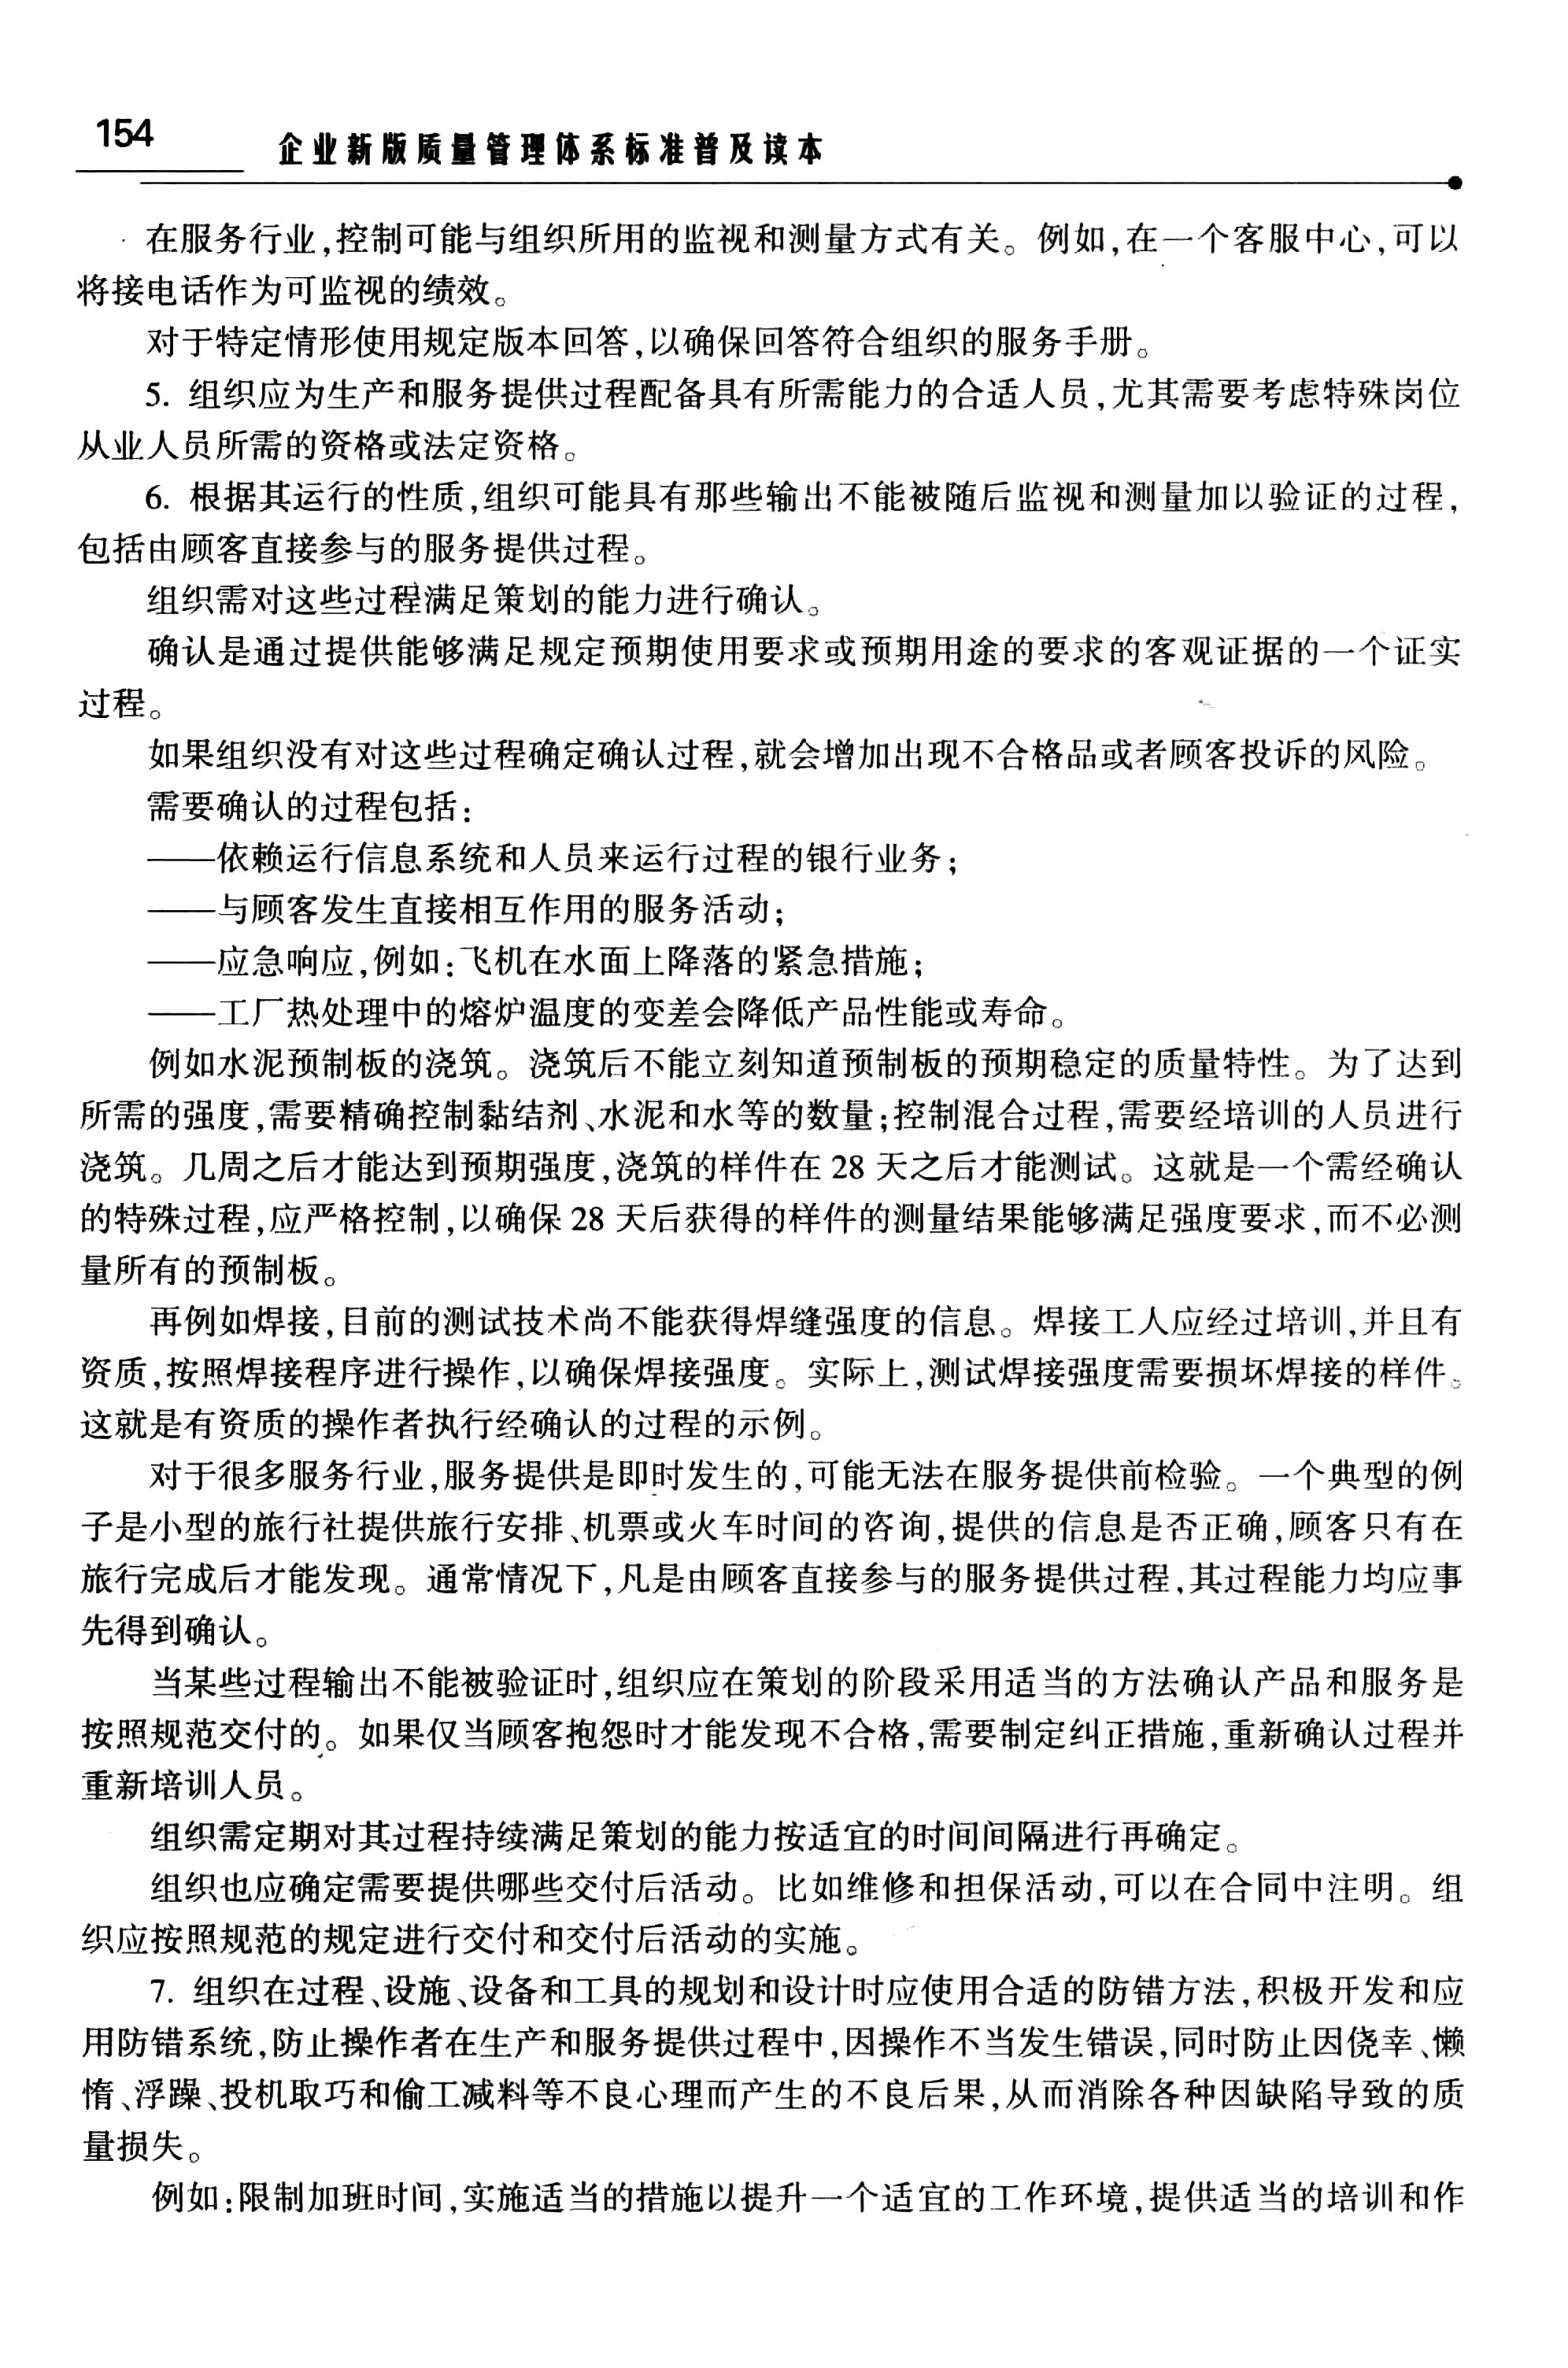 154
企业新版质量管理体系标准普及读本
在服务行业,控制可能与组织所用的监视和测量方式有关。例如,在一个客服中心,可以
将接电话作为可监视的绩效。
对于特定情形使用规定版本回答,以确保回答符合组织的服务手册。
5. 组织应为生产和服务提供过程配备具有所需能力的合适人员,尤其需要考虑特殊岗位
从业人员所需的资格或法定资格。
6. 根据其运行的性质,组织可能具有那些输出不能被随后监视和测量加以验证的过程,
包括由顾客直接参与的服务提供过程。
组织需对这些过程满足策划的能力进行确认。
确认是通过提供能够满足规定预期使用要求或预期用途的要求的客观证据的一个证实
过程。
如果组织没有对这些过程确定确认过程,就会增加出现不合格品或者顾客投诉的风险。
需要确认的过程包括:
——依赖运行信息系统和人员来运行过程的银行业务;
——与顾客发生直接相互作用的服务活动;
——应急响应,例如:飞机在水面上降落的紧急措施;
——工厂热处理中的熔炉温度的变差会降低产品性能或寿命。
例如水泥预制板的浇筑。浇筑后不能立刻知道预制板的预期稳定的质量特性。为了达到
所需的强度,需要精确控制黏结剂、水泥和水等的数量;控制混合过程,需要经培训的人员进行
浇筑。几周之后才能达到预期强度,浇筑的样件在 28 天之后才能测试。这就是一个需经确认
的特殊过程,应严格控制,以确保 28 天后获得的样件的测量结果能够满足强度要求,而不必测
量所有的预制板。
再例如焊接,目前的测试技术尚不能获得焊缝强度的信息。焊接工人应经过培训,并且有
资质,按照焊接程序进行操作,以确保焊接强度。实际上,测试焊接强度需要损坏焊接的样件。
这就是有资质的操作者执行经确认的过程的示例。
对于很多服务行业,服务提供是即时发生的,可能无法在服务提供前检验。一个典型的例
子是小型的旅行社提供旅行安排、机票或火车时间的咨询,提供的信息是否正确,顾客只有在
旅行完成后才能发现。通常情况下,凡是由顾客直接参与的服务提供过程,其过程能力均应事
先得到确认。
当某些过程输出不能被验证时,组织应在策划的阶段采用适当的方法确认产品和服务是
按照规范交付的。如果仅当顾客抱怨时才能发现不合格,需要制定纠正措施,重新确认过程并
重新培训人员。
组织需定期对其过程持续满足策划的能力按适宜的时间间隔进行再确定。
组织也应确定需要提供哪些交付后活动。比如维修和担保活动,可以在合同中注明。组
织应按照规范的规定进行交付和交付后活动的实施。
7. 组织在过程、设施、设备和工具的规划和设计时应使用合适的防错方法,积极开发和应
用防错系统,防止操作者在生产和服务提供过程中,因操作不当发生错误,同时防止因侥幸、懒
惰、浮躁、投机取巧和偷工减料等不良心理而产生的不良后果,从而消除各种因缺陷导致的质
量损失。
例如:限制加班时间,实施适当的措施以提升一个适宜的工作环境,提供适当的培训和作